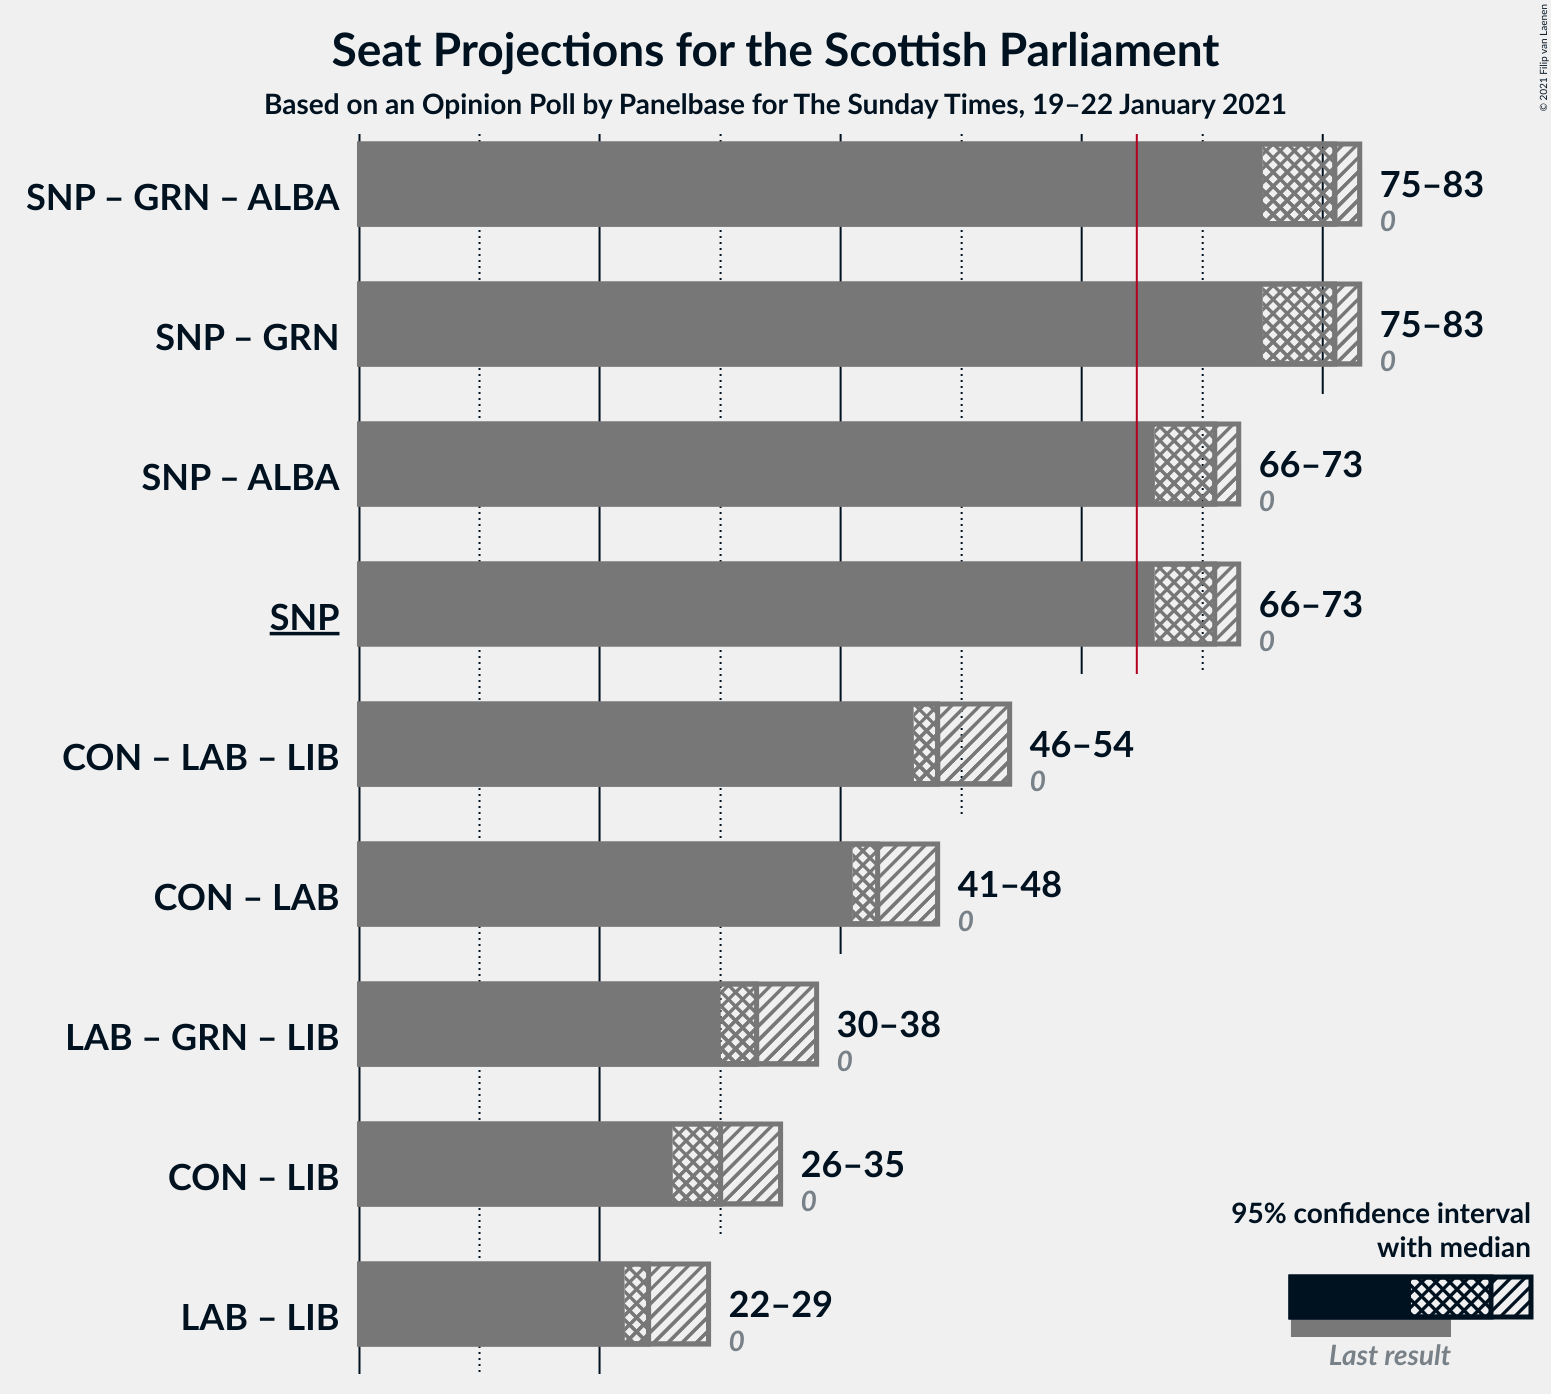 Seat Projections for the Scottish Parliament
Based on an Opinion Poll by Panelbase for The Sunday Times, 19–22 January 2021
© 2021 Filip van Laenen
SNP – GRN – ALBA
75–83
0
SNP – GRN
75–83
0
SNP – ALBA
66–73
0
SNP
66–73
0
CON – LAB – LIB
46–54
0
CON – LAB
41–48
0
LAB – GRN – LIB
30–38
0
CON – LIB
26–35
0
LAB – LIB
22–29
0
95% confidence interval
with median
Last result